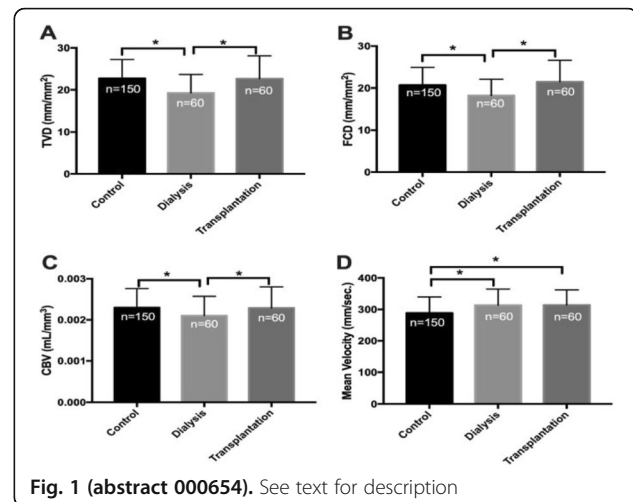 A
*
*
30
20
10
0
TVD (mm/mm²)
n=150
n=60
n=60
Control
Dialysis
Transplantation
B
*
*
30
20
10
0
FCD (mm/mm²)
n=150
n=60
n=60
Control
Dialysis
Transplantation
C
*
*
0.003
0.002
0.001
0.000
CBV (mL/mm³)
n=150
n=60
n=60
Control
Dialysis
Transplantation
D
*
*
400
300
200
100
0
Mean Velocity (mm/sec.)
n=150
n=60
n=60
Control
Dialysis
Transplantation
Fig. 1 (abstract 000654). See text for description